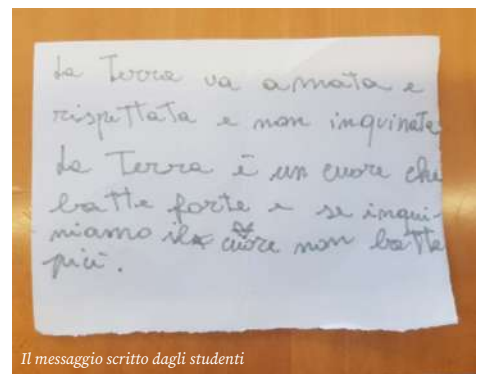 La Terra va amata e
rispettata e non inquinata
La Terra è un cuore che
batte forte e se inqui-
niamo il cuore non batte
più.
Il messaggio scritto dagli studenti